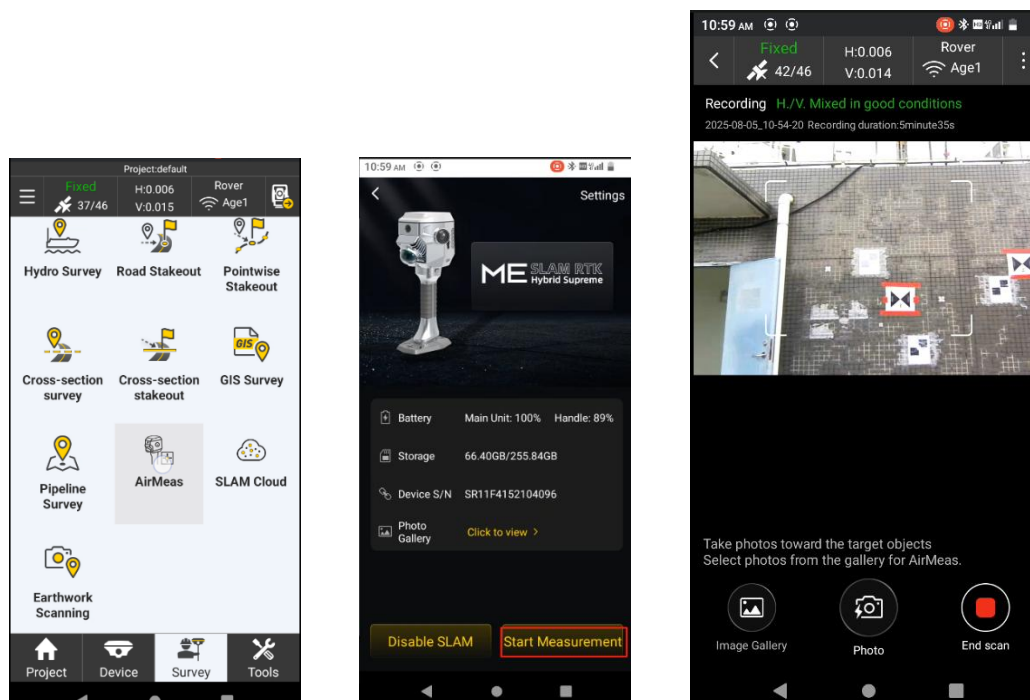 Project:default
Fixed
37/46
H:0.006
V:0.015
Rover
Age1
Hydro Survey
Road Stakeout
Pointwise
Stakeout
Cross-section
survey
Cross-section
stakeout
GIS
GIS Survey
Pipeline
Survey
AirMeas
SLAM Cloud
Earthwork
Scanning
Project
Device
Survey
Tools
10:59 AM
Settings
ME SLAM RTK
Hybrid Supreme
Battery
Main Unit: 100%
Handle: 89%
Storage
66.40GB/255.84GB
Device S/N
SR11F4152104096
Photo
Gallery
Click to view >
Disable SLAM
Start Measurement
10:59 AM
Fixed
42/46
H:0.006
V:0.014
Rover
Age1
Recording H./V. Mixed in good conditions
2025-08-05_10-54-20 Recording duration:5minute35s
Take photos toward the target objects
Select photos from the gallery for AirMeas.
Image Gallery
Photo
End scan